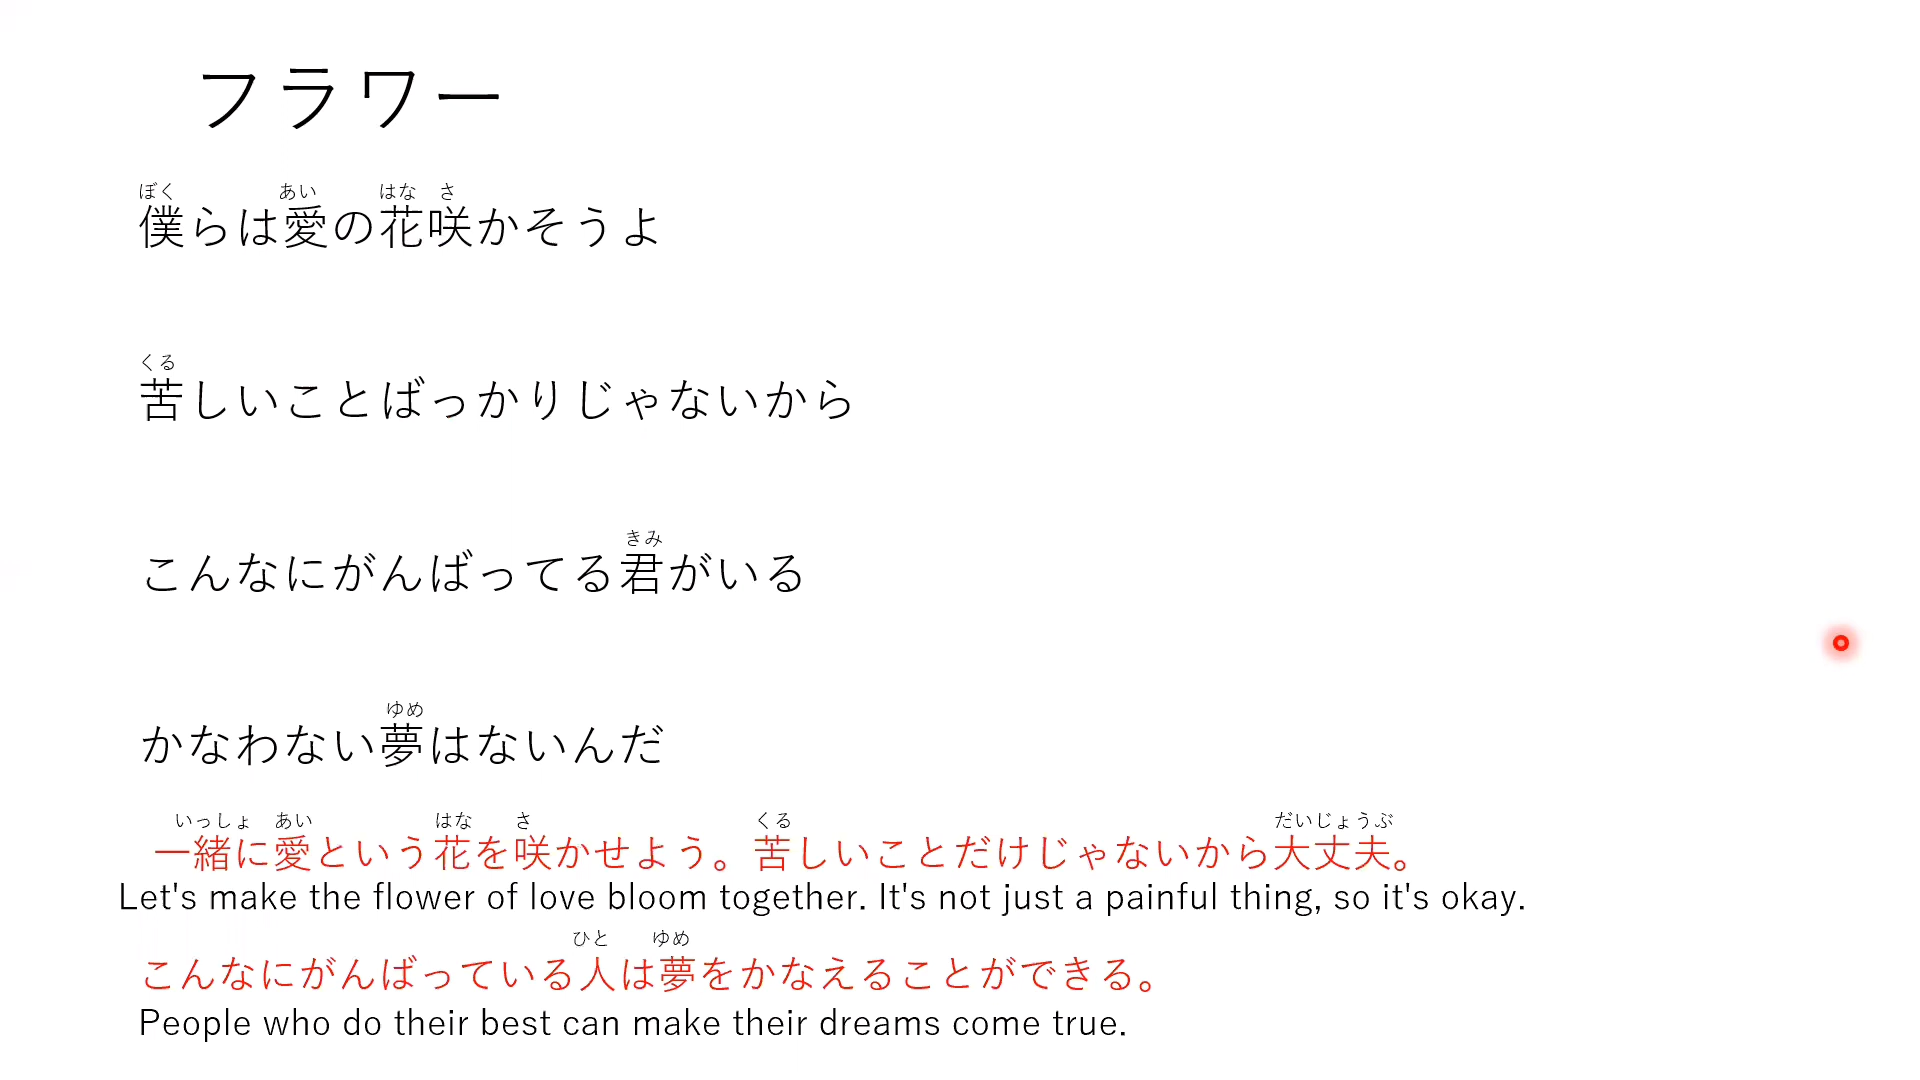 フラワー
ぼく あい はな さ
僕らは愛の花咲かそうよ
くる
苦しいことばっかりじゃないから
きみ
こんなにがんばってる君がいる
ゆめ
かなわない夢はないんだ
いっしょ あい はな さ くる だいじょうぶ
一緒に愛という花を咲かせよう。苦しいことだけじゃないから大丈夫。
Let's make the flower of love bloom together. It's not just a painful thing, so it's okay.
ひと ゆめ
こんなにがんばっている人は夢をかなえることができる。
People who do their best can make their dreams come true.